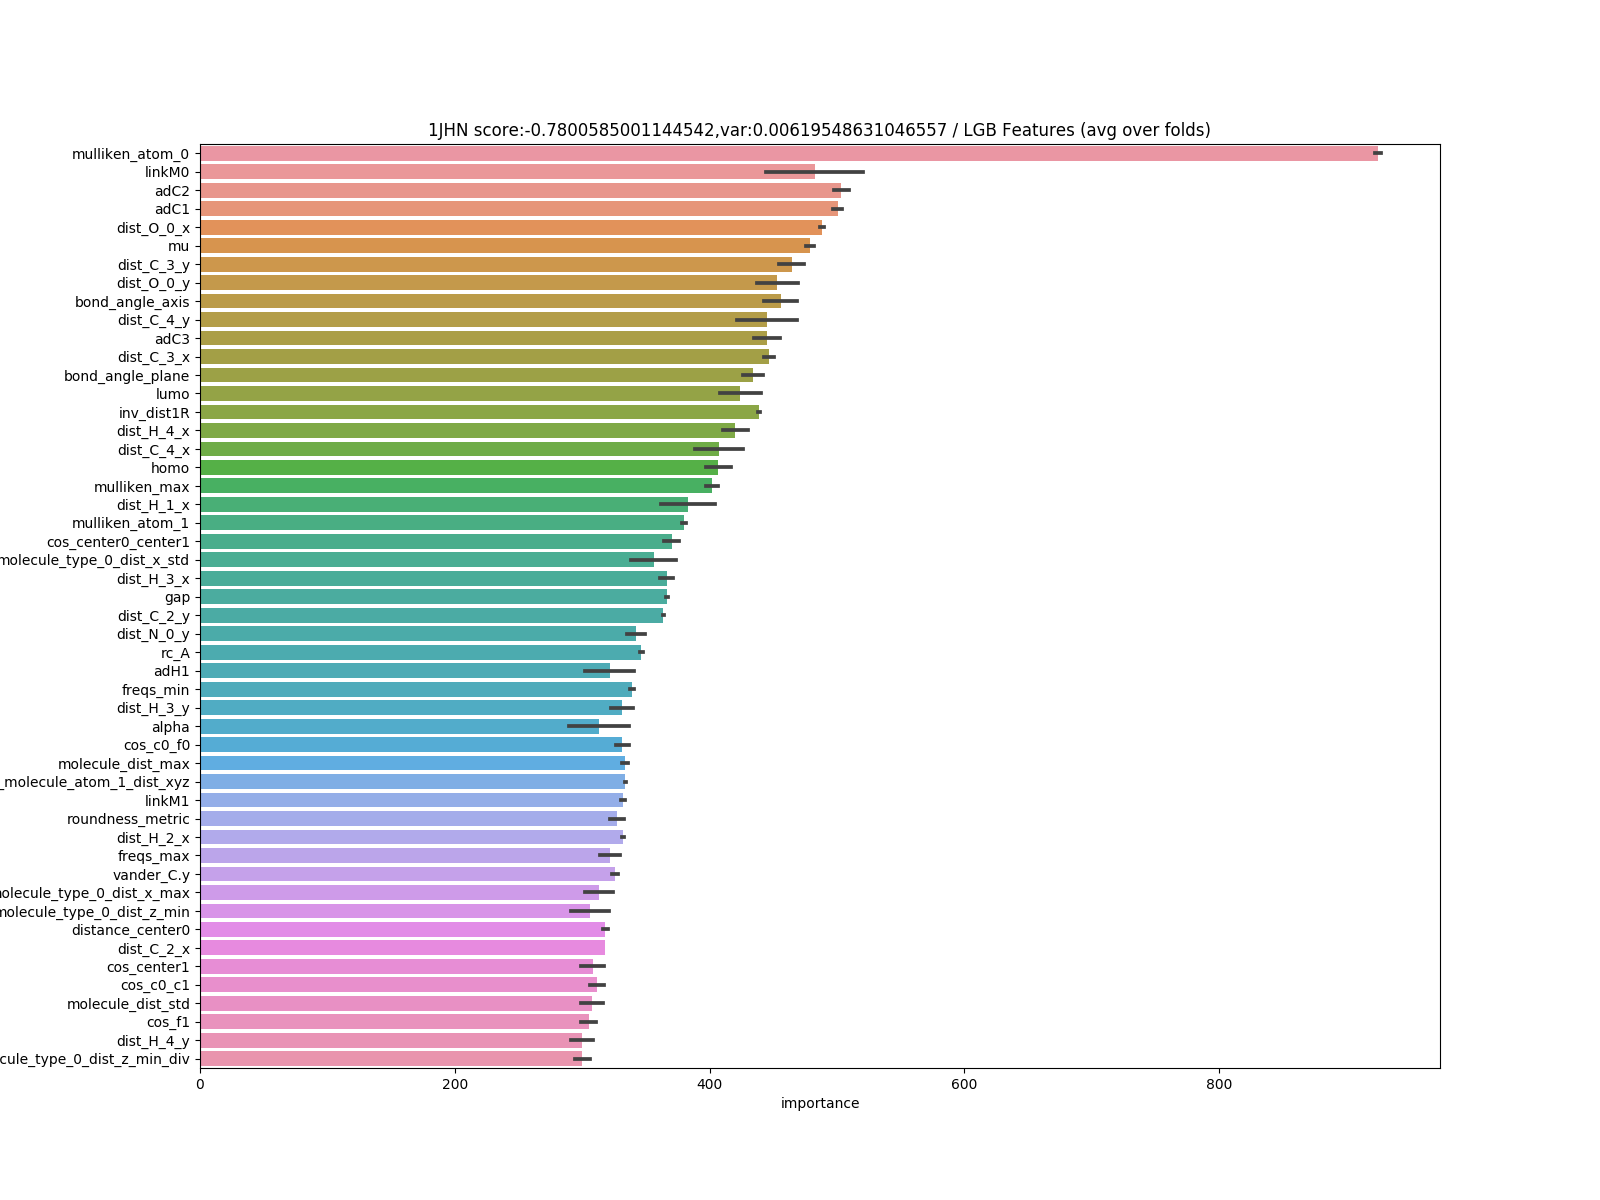 1JHN score:-0.7800585001144542,var:0.00619548631046557 / LGB Features (avg over folds)
mulliken_atom_0
linkM0
adC2
adC1
dist_O_0_x
mu
dist_C_3_y
dist_O_0_y
bond_angle_axis
dist_C_4_y
adC3
dist_C_3_x
bond_angle_plane
lumo
inv_dist1R
dist_H_4_x
dist_C_4_x
homo
mulliken_max
dist_H_1_x
mulliken_atom_1
cos_center0_center1
molecule_type_0_dist_x_std
dist_H_3_x
gap
dist_C_2_y
dist_N_0_y
rc_A
adH1
freqs_min
dist_H_3_y
alpha
cos_c0_f0
molecule_dist_max
_molecule_atom_1_dist_xyz
linkM1
roundness_metric
dist_H_2_x
freqs_max
vander_C.y
olecule_type_0_dist_x_max
molecule_type_0_dist_z_min
distance_center0
dist_C_2_x
cos_center1
cos_c0_c1
molecule_dist_std
cos_f1
dist_H_4_y
cule_type_0_dist_z_min_div
0 200 400 600 800
importance